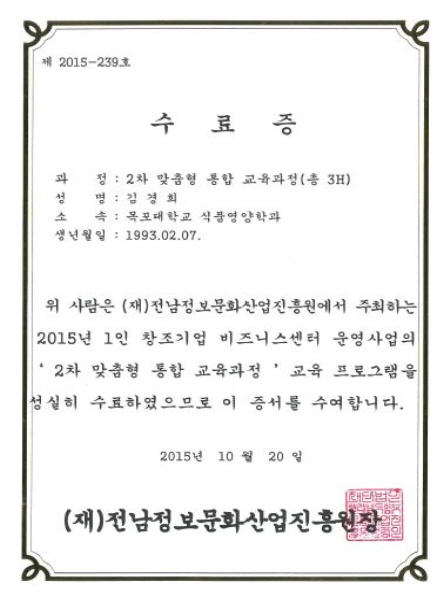 제 2015-239호
수 료 증
과 정 : 2차 맞춤형 통합 교육과정(총 3H)
성 명 : 김 경 희
소 속 : 목포대학교 식품영양학과
생년월일 : 1993.02.07.
위 사람은 (재)전남정보문화산업진흥원에서 주최하는
2015년 1인 창조기업 비즈니스센터 운영사업의
' 2차 맞춤형 통합 교육과정 ' 교육 프로그램을
성실히 수료하였으므로 이 증서를 수여합니다.
2015년 10 월 20 일
(재)전남정보문화산업진흥원장